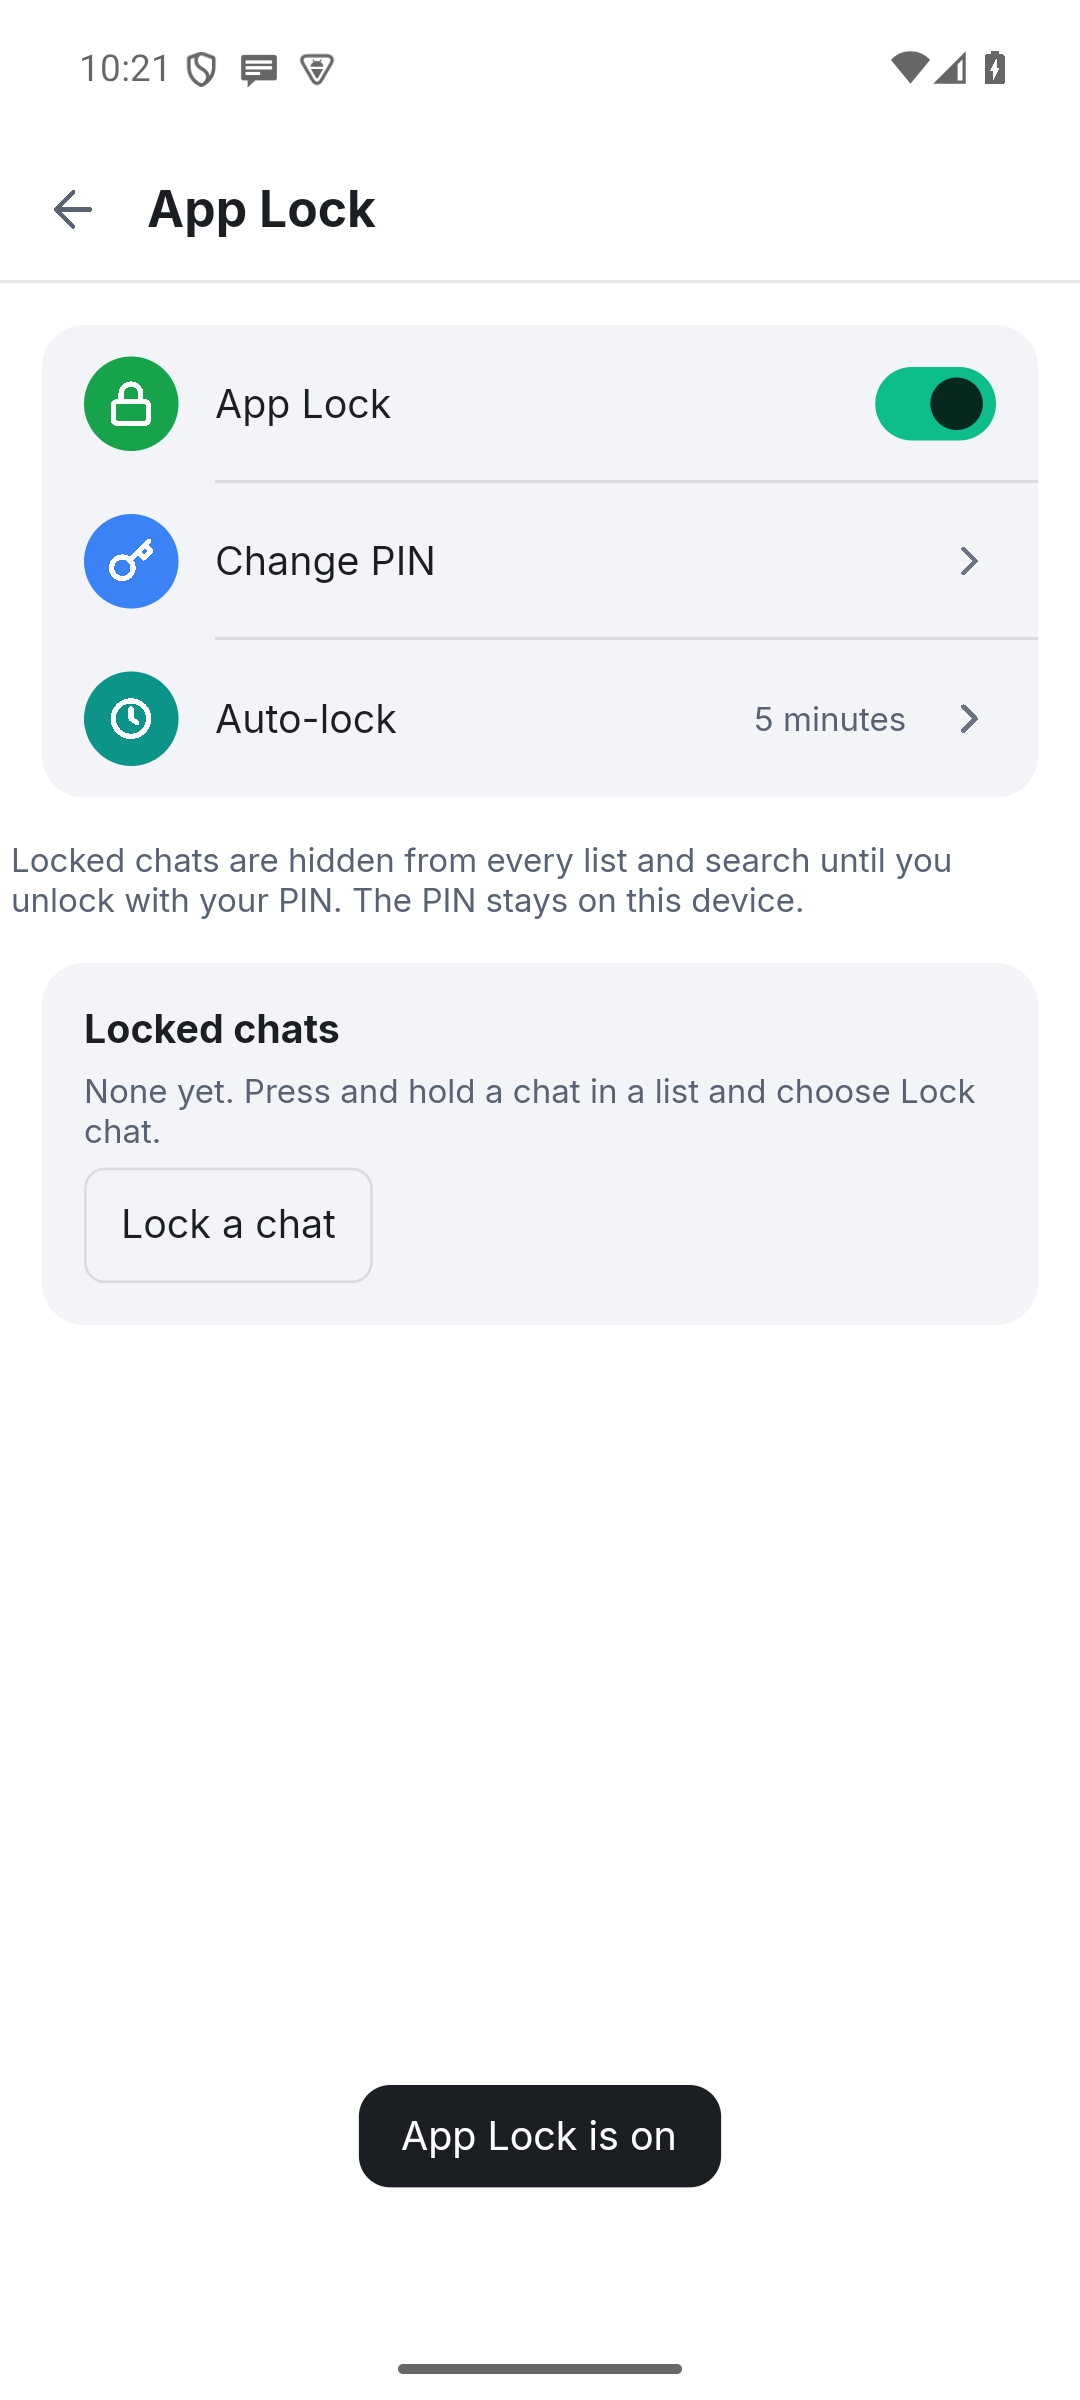 10:21
App Lock
App Lock
Change PIN
Auto-lock
5 minutes
Locked chats are hidden from every list and search until you
unlock with your PIN. The PIN stays on this device.
Locked chats
None yet. Press and hold a chat in a list and choose Lock
chat.
Lock a chat
App Lock is on